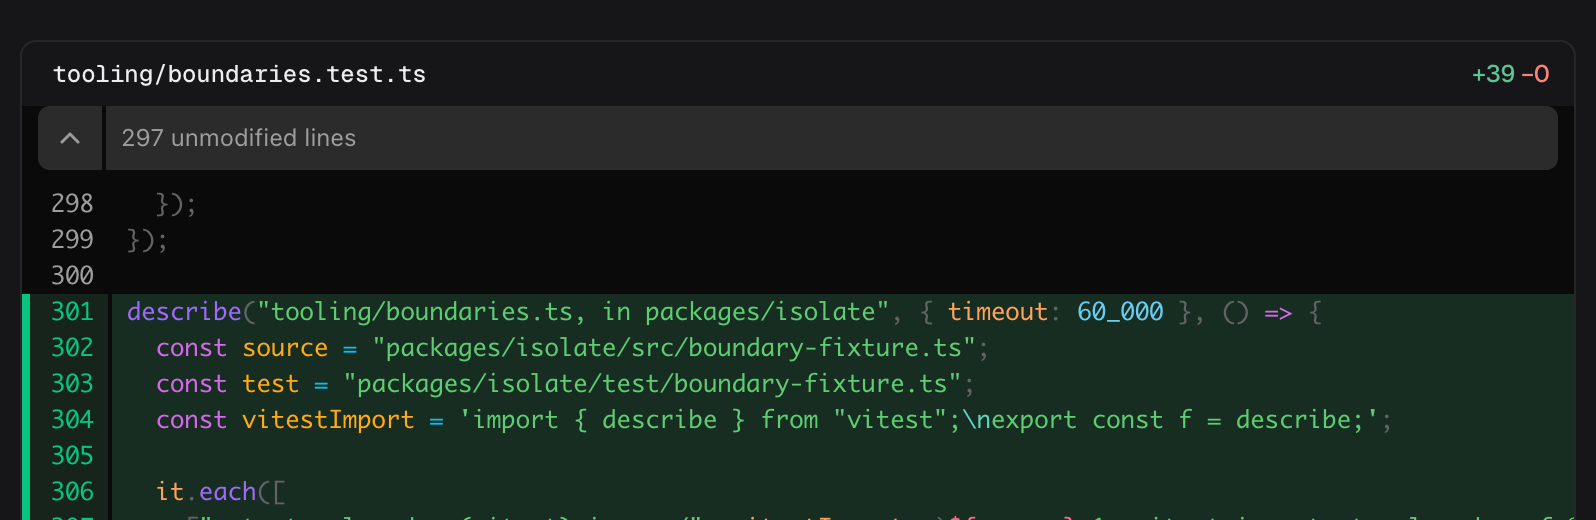 tooling/boundaries.test.ts
+39 -0
297 unmodified lines
298   });
299 });
300
301 describe("tooling/boundaries.ts, in packages/isolate", { timeout: 60_000 }, () => {
302   const source = "packages/isolate/src/boundary-fixture.ts";
303   const test = "packages/isolate/test/boundary-fixture.ts";
304   const vitestImport = 'import { describe } from "vitest";\nexport const f = describe;';
305
306   it.each([